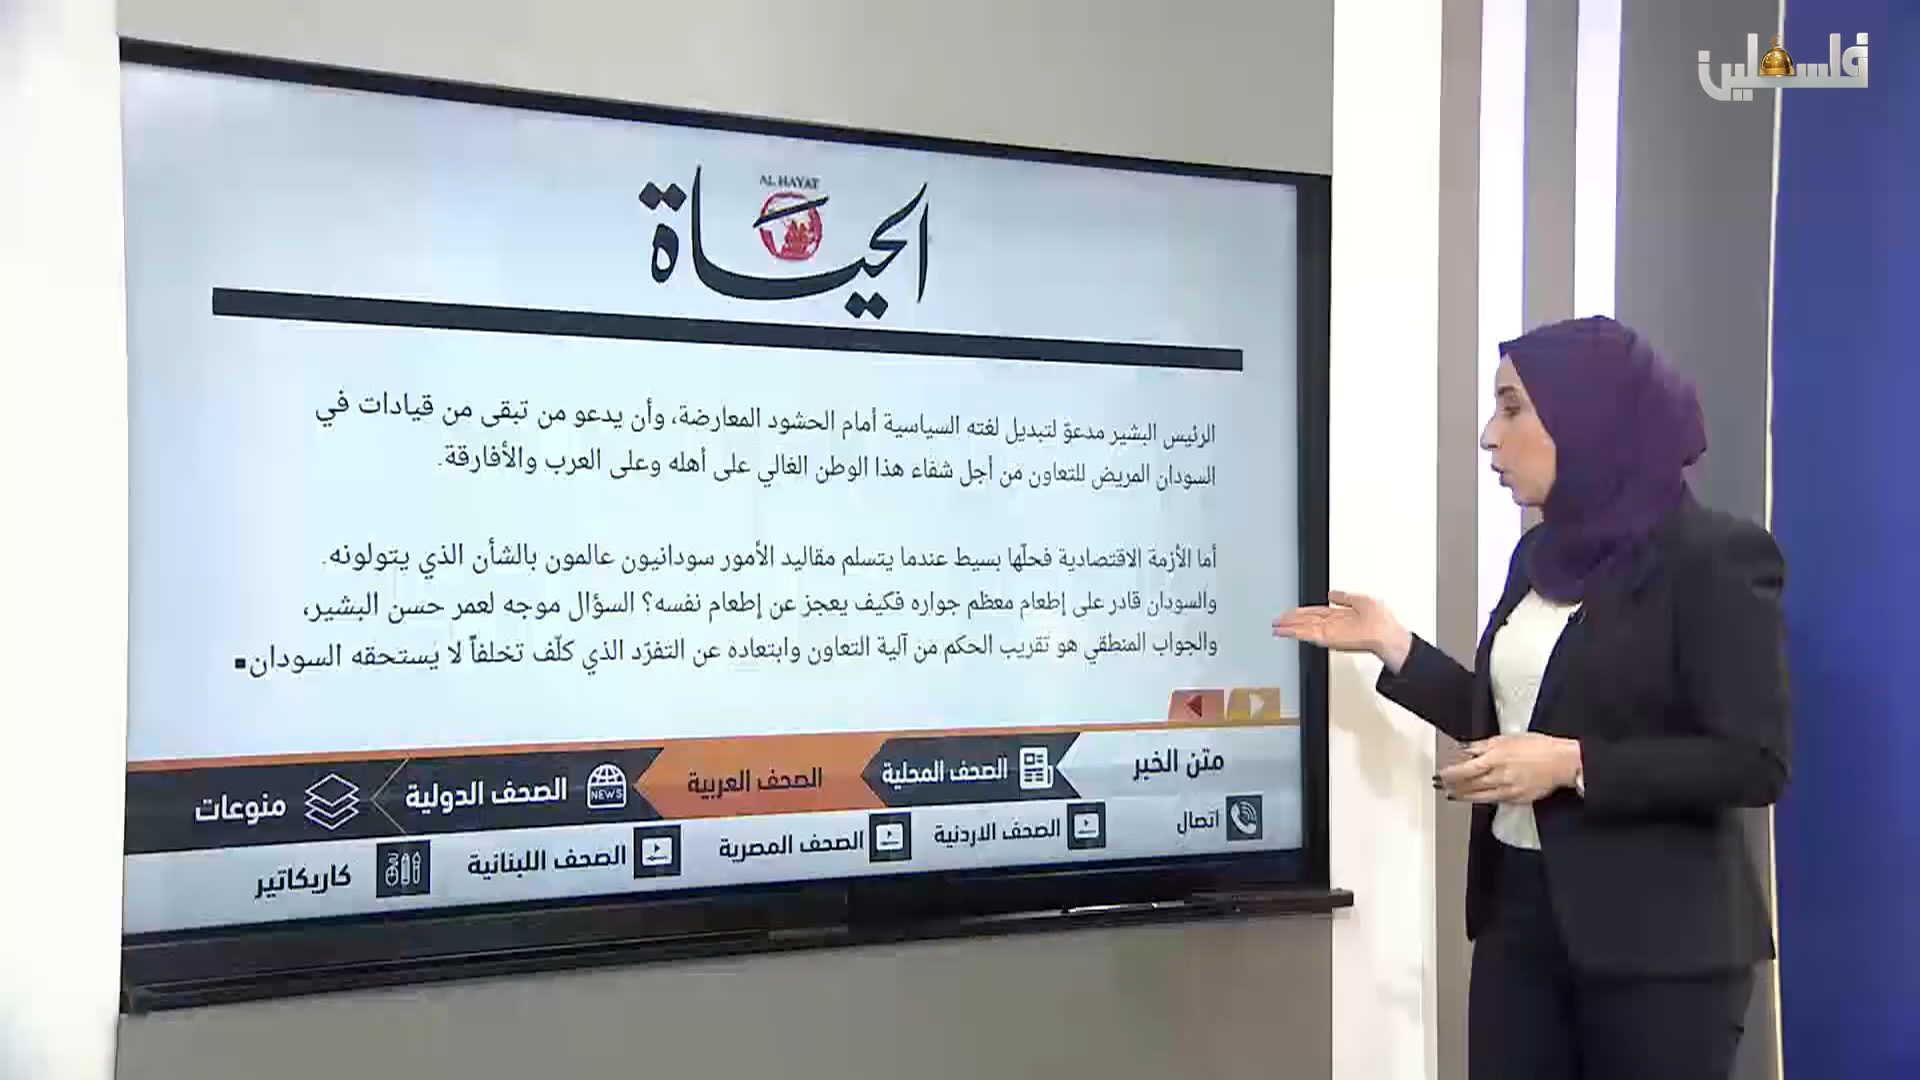 فلسطين
AL HAYAT
الحياة
الرئيس البشير مدعوّ لتبديل لغته السياسية أمام الحشود المعارضة، وأن يدعو من تبقى من قيادات في
السودان المريض للتعاون من أجل شفاء هذا الوطن الغالي على أهله وعلى العرب والأفارقة.
أما الأزمة الاقتصادية فحلّها بسيط عندما يتسلم مقاليد الأمور سودانيون عالمون بالشأن الذي يتولونه.
والسودان قادر على إطعام معظم جواره فكيف يعجز عن إطعام نفسه؟ السؤال موجه لعمر حسن البشير،
والجواب المنطقي هو تقريب الحكم من آلية التعاون وابتعاده عن التفرّد الذي كلّف تخلفاً لا يستحقه السودان■
متن الخبر
الصحف المحلية
الصحف العربية
NEWS
الصحف الدولية
منوعات
اتصال
الصحف الاردنية
الصحف المصرية
الصحف اللبنانية
كاريكاتير